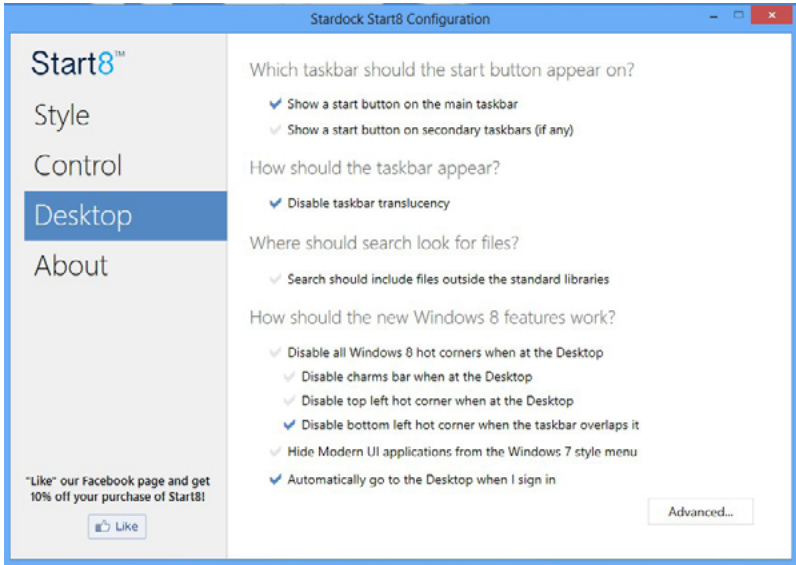 Stardock Start8 Configuration
Start8™
Style
Control
Desktop
About
"Like" our Facebook page and get
10% off your purchase of Start8!
Like
Which taskbar should the start button appear on?
Show a start button on the main taskbar
Show a start button on secondary taskbars (if any)
How should the taskbar appear?
Disable taskbar translucency
Where should search look for files?
Search should include files outside the standard libraries
How should the new Windows 8 features work?
Disable all Windows 8 hot corners when at the Desktop
Disable charms bar when at the Desktop
Disable top left hot corner when at the Desktop
Disable bottom left hot corner when the taskbar overlaps it
Hide Modern UI applications from the Windows 7 style menu
Automatically go to the Desktop when I sign in
Advanced...